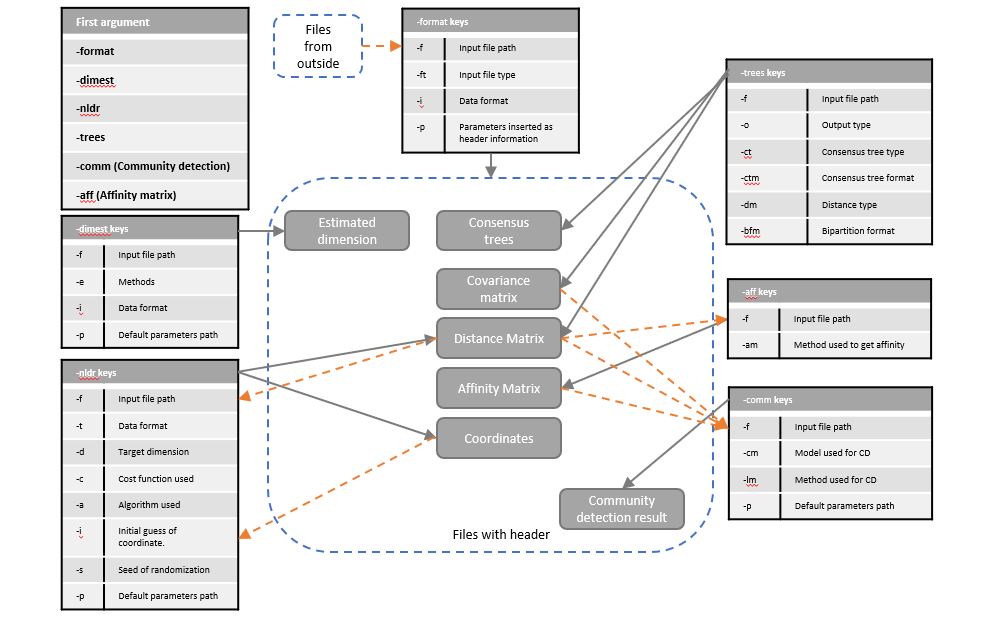 First argument
-format
-dimest
-nldr
-trees
-comm (Community detection)
-aff (Affinity matrix)
Files
from
outside
-format keys
-f Input file path
-ft Input file type
-i Data format
-p Parameters inserted as
header information
-trees keys
-f Input file path
-o Output type
-ct Consensus tree type
-ctm Consensus tree format
-dm Distance type
-bfm Bipartition format
-dimest keys
-f Input file path
-e Methods
-i Data format
-p Default parameters path
Estimated
dimension
Consensus
trees
Covariance
matrix
Distance Matrix
Affinity Matrix
Coordinates
Community
detection result
Files with header
-aff keys
-f Input file path
-am Method used to get affinity
-nldr keys
-f Input file path
-t Data format
-d Target dimension
-c Cost function used
-a Algorithm used
-i Initial guess of
coordinate.
-s Seed of randomization
-p Default parameters path
-comm keys
-f Input file path
-cm Model used for CD
-lm Method used for CD
-p Default parameters path